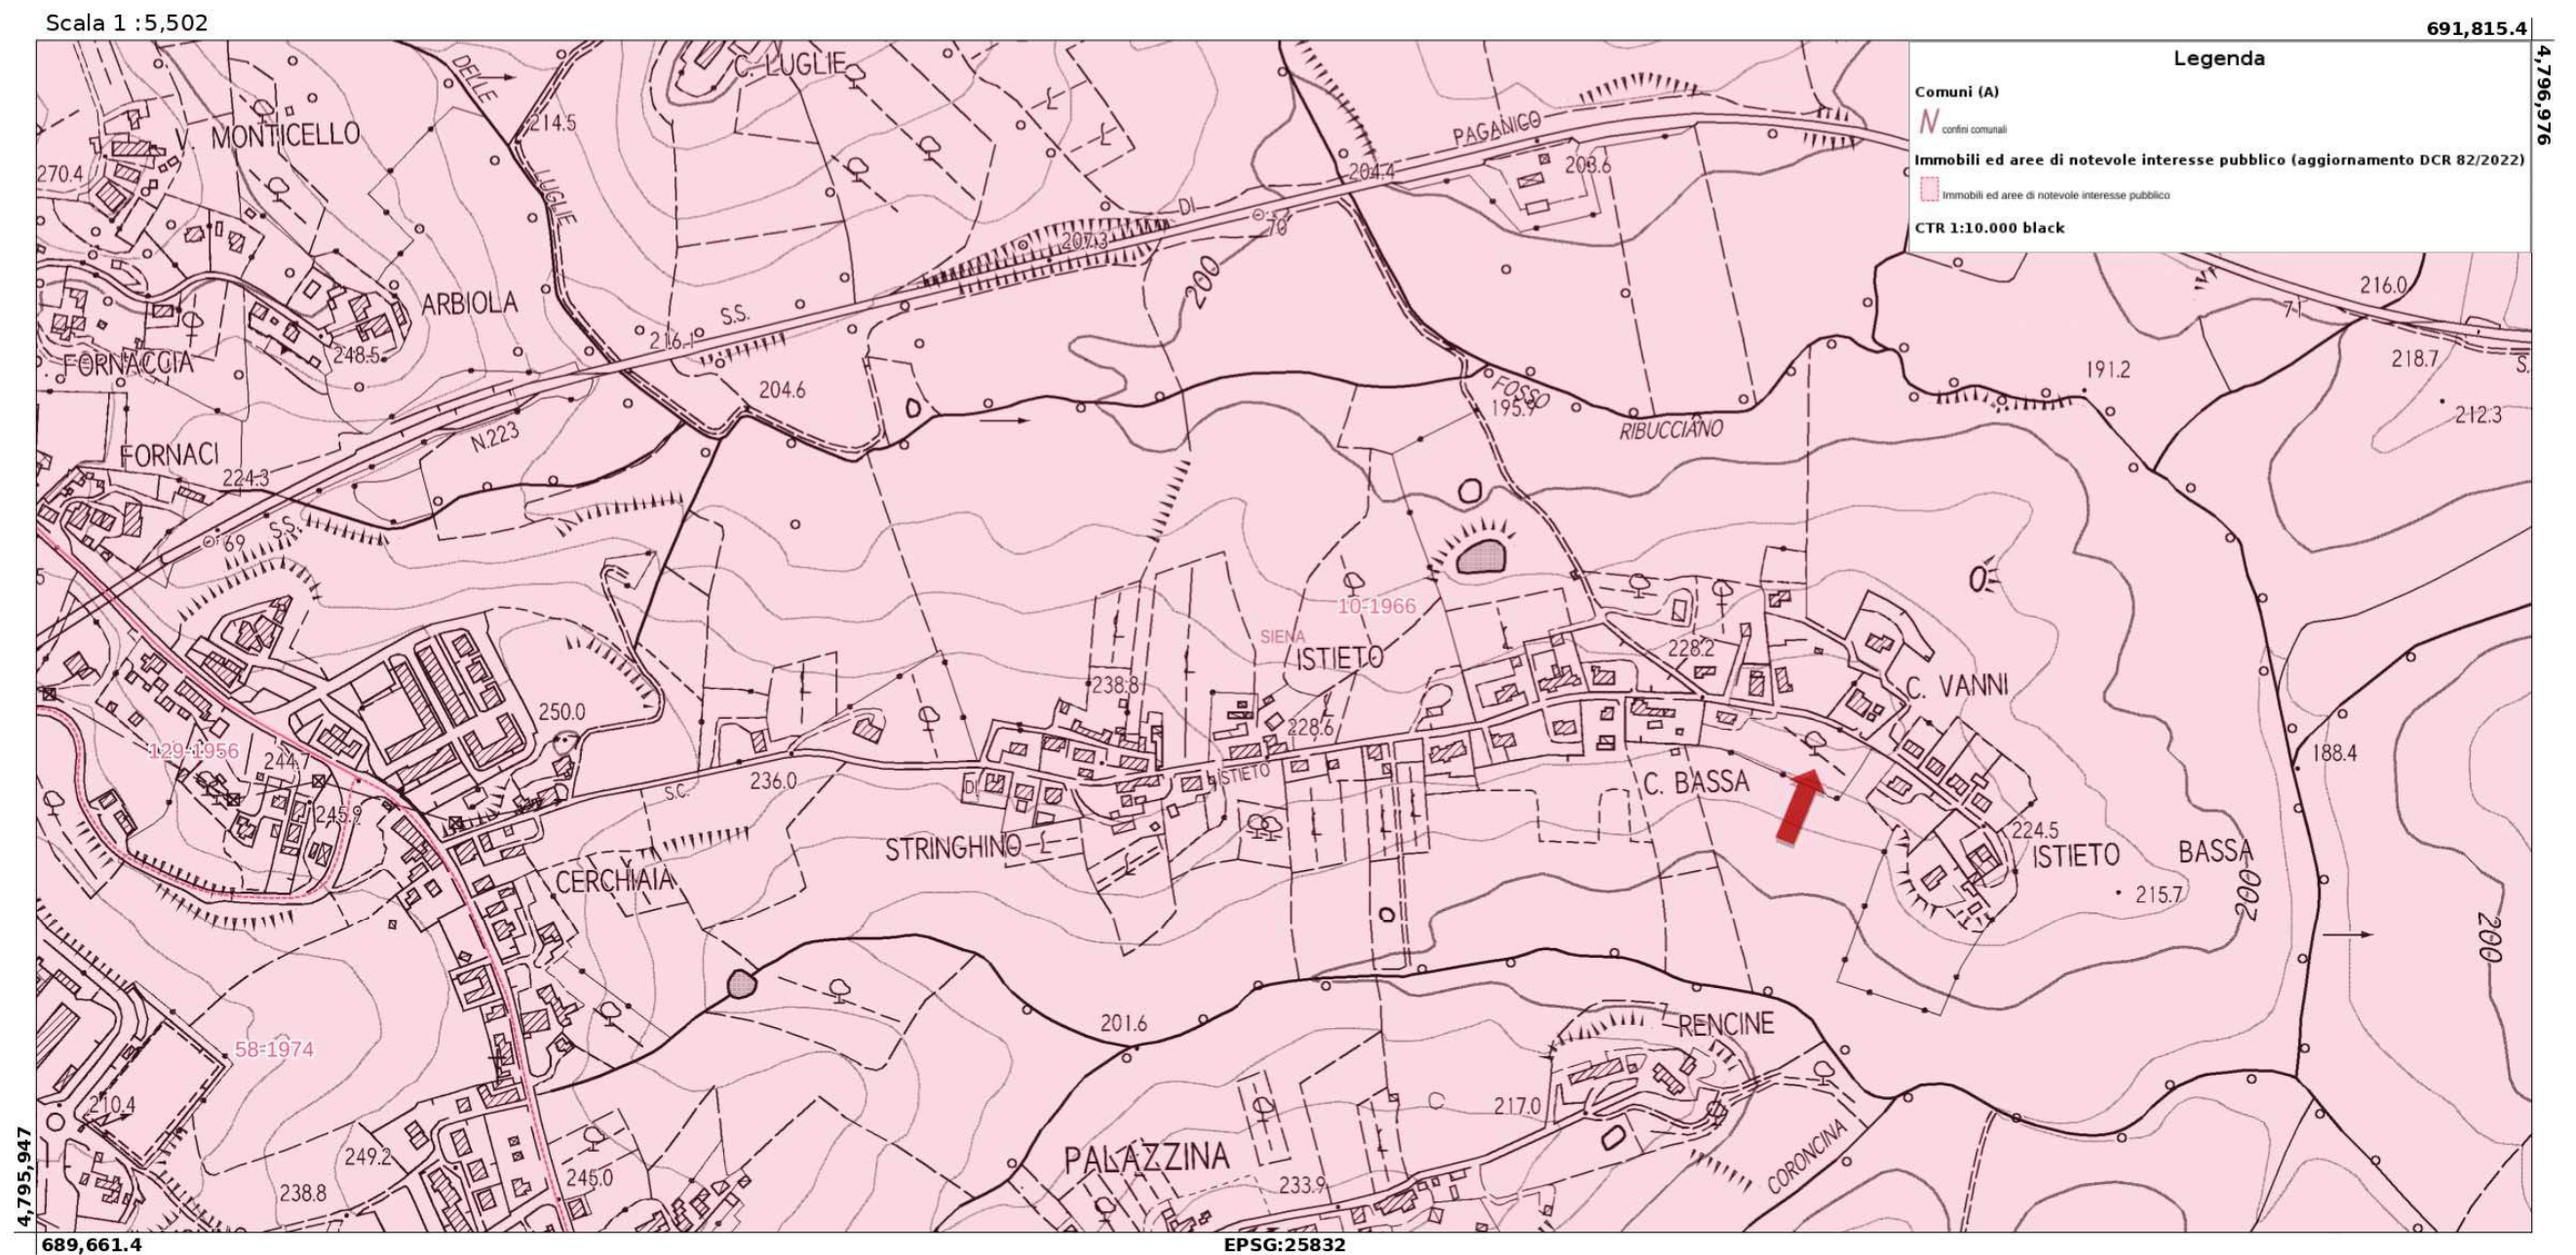 Scala 1 :5,502
691,815.4
4,796,976
Legenda
Comuni (A)
confini comunali
Immobili ed aree di notevole interesse pubblico (aggiornamento DCR 82/2022)
Immobili ed aree di notevole interesse pubblico
CTR 1:10.000 black
C. LUGLIE
DELLE
214.5
V. MONTICELLO
PAGANICO
270.4
204.4
203.6
LUGLIE
DI
70
207.3
200
216.0
71
ARBIOLA
S.S.
216.1
248.5
FORNACCIA
218.7
S.
191.2
204.6
FOSSO
195.9
212.3
RIBUCCIANO
N.223
FORNACI
224.3
S.S.
69
5
10-1966
SIENA
ISTIETO
228.2
238.8
C. VANNI
250.0
228.6
129-1956
244.7
188.4
ISTIETO
236.0
S.C.
DI
C. BASSA
245.9
224.5
STRINGHINO
ISTIETO BASSA
CERCHIAIA
215.7
200
200
201.6
RENCINE
58-1974
210.4
217.0
CORONCINA
249.2
PALAZZINA
245.0
238.8
233.9
4,795,947
689,661.4
EPSG:25832